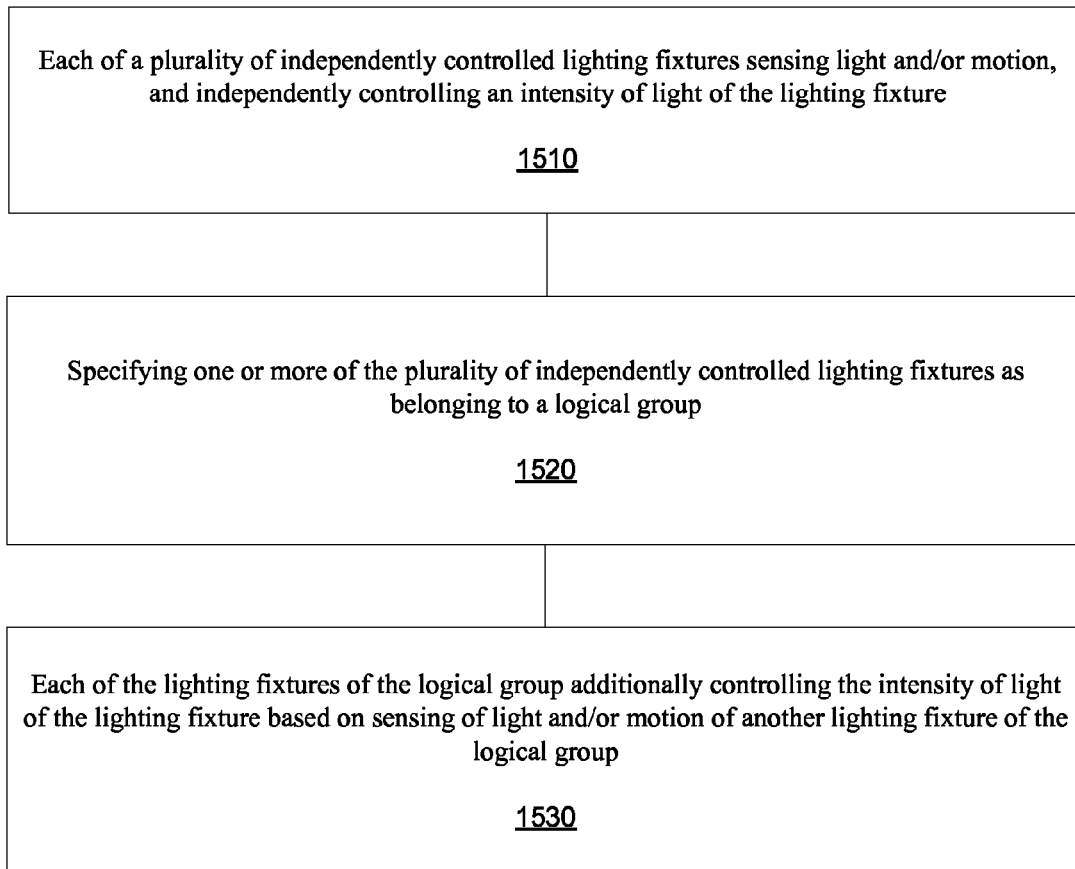 Each of a plurality of independently controlled lighting fixtures sensing light and/or motion,
and independently controlling an intensity of light of the lighting fixture
1510
Specifying one or more of the plurality of independently controlled lighting fixtures as
belonging to a logical group
1520
Each of the lighting fixtures of the logical group additionally controlling the intensity of light
of the lighting fixture based on sensing of light and/or motion of another lighting fixture of the
logical group
1530